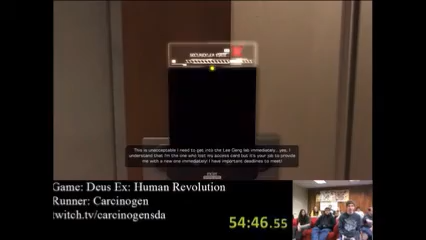 This is unacceptable I need to get into the Lee Geng lab immediately... yes, I
understand that I'm the one who lost my access card but it's your job to provide
me with a new one immediately! I have important deadlines to meet!
Game: Deus Ex: Human Revolution
Runner: Carcinogen
twitch.tv/carcinogensda
54:46.55